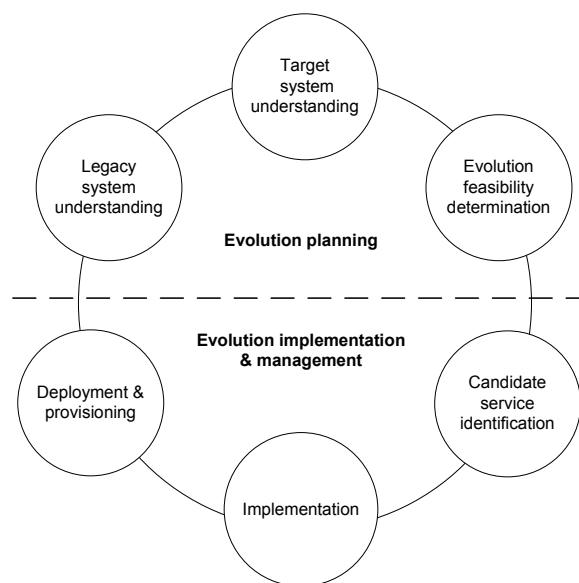 Target
system
understanding
Legacy
system
understanding
Evolution
feasibility
determination
Evolution planning
Evolution implementation
& management
Deployment &
provisioning
Candidate
service
identification
Implementation